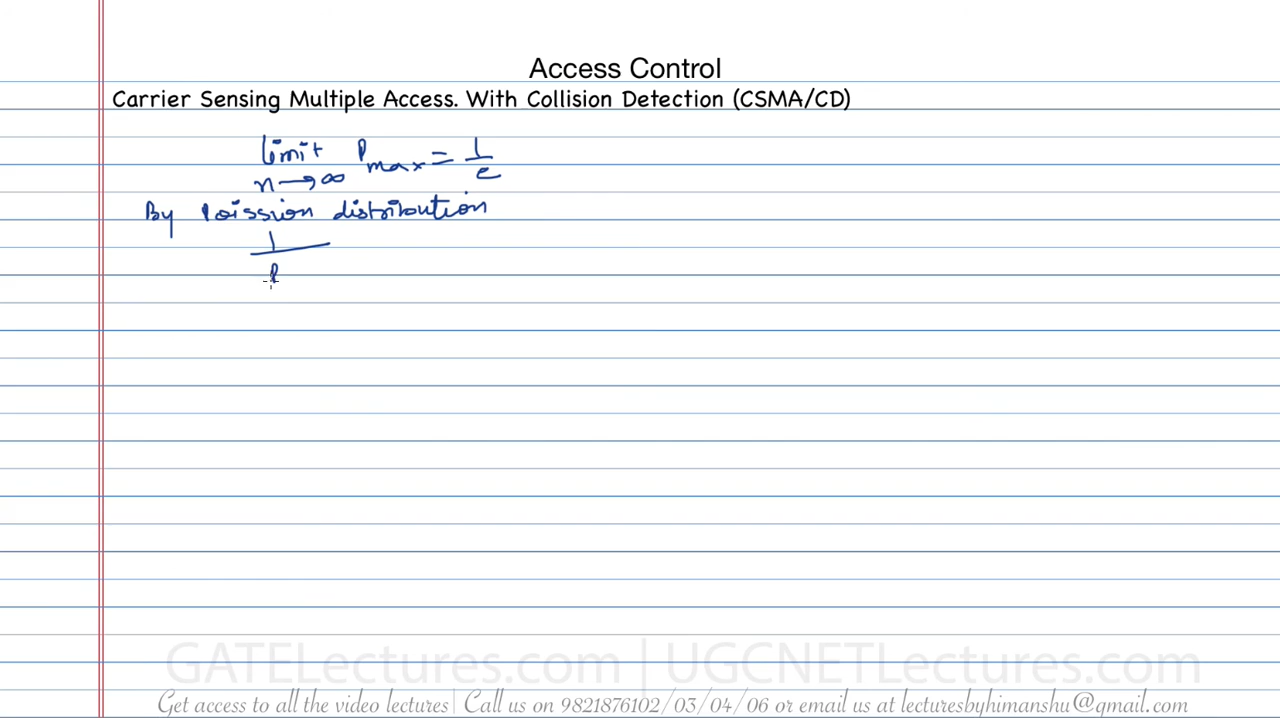 Access Control
Carrier Sensing Multiple Access. With Collision Detection (CSMA/CD)
limit Pmax = 1/e
n→∞
By Poission distribution
1
P
GATELectures.com | UGCNETLectures.com
Get access to all the video lectures | Call us on 9821876102/03/04/06 or email us at lecturesbyhimanshu@gmail.com